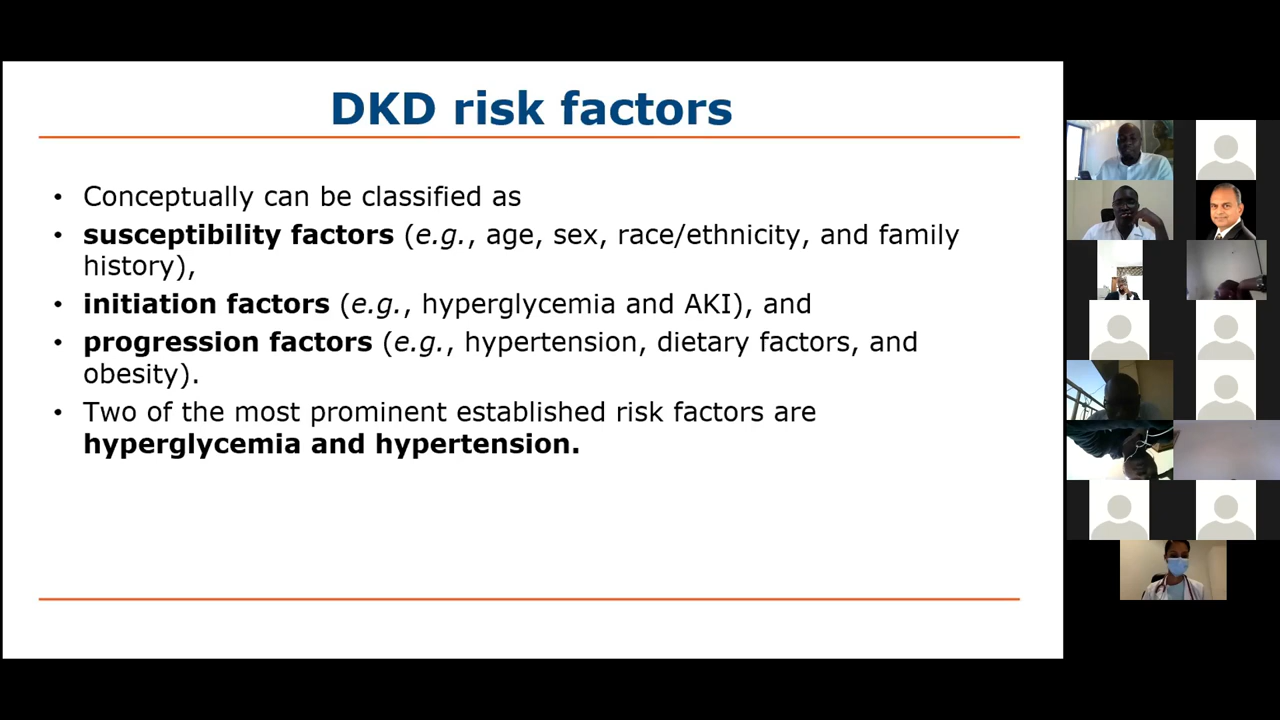 DKD risk factors
• Conceptually can be classified as
• susceptibility factors (e.g., age, sex, race/ethnicity, and family
history),
• initiation factors (e.g., hyperglycemia and AKI), and
• progression factors (e.g., hypertension, dietary factors, and
obesity).
• Two of the most prominent established risk factors are
hyperglycemia and hypertension.